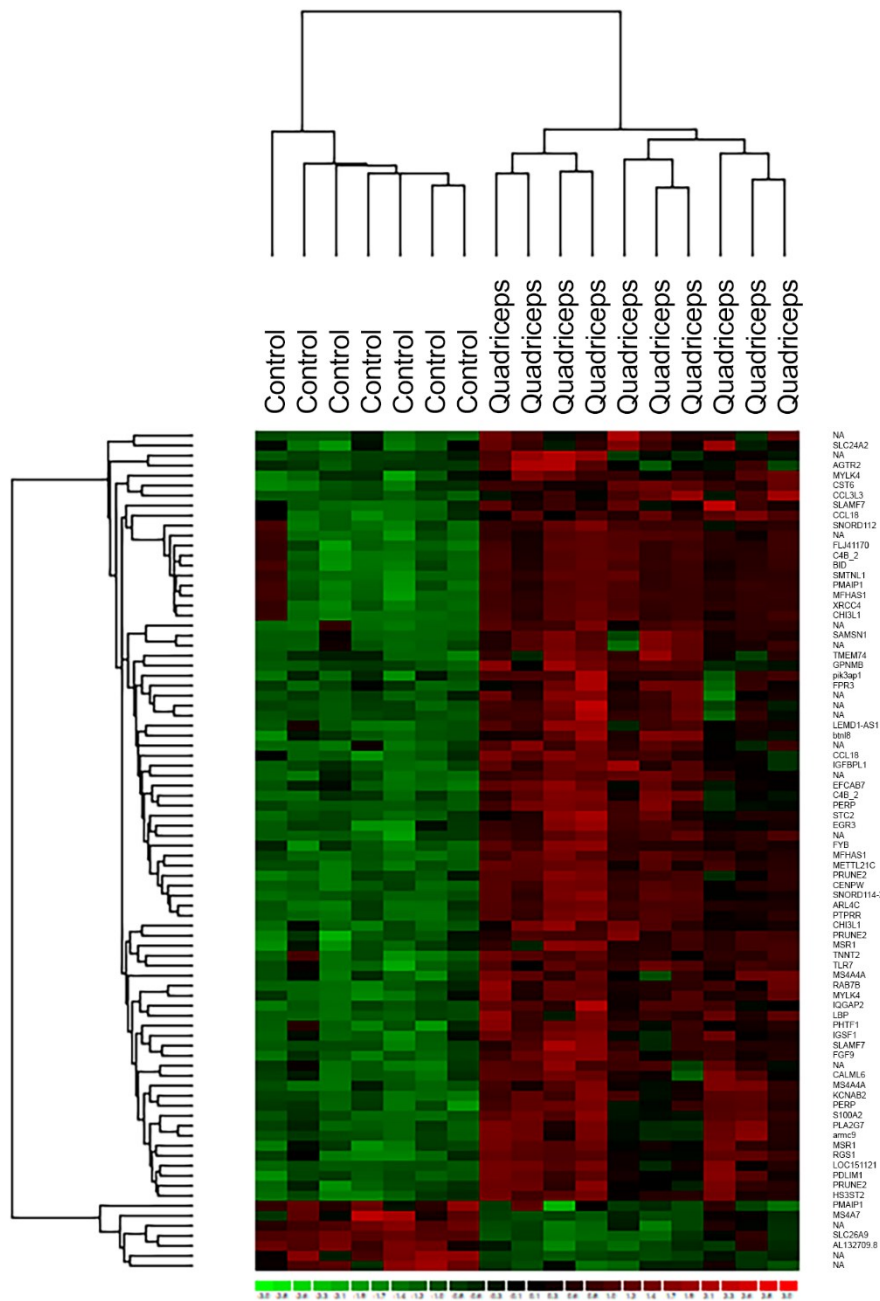 Control
Control
Control
Control
Control
Control
Control
Quadriceps
Quadriceps
Quadriceps
Quadriceps
Quadriceps
Quadriceps
Quadriceps
Quadriceps
Quadriceps
Quadriceps
NA
SLC24A2
NA
AGTR2
MYLK4
CST6
CCL3L3
SLAMF7
CCL18
SNORD112
NA
FLJ41170
C4B_2
BID
SMTNL1
PMAIP1
MFHAS1
XRCC4
CHI3L1
NA
SAMSN1
NA
TMEM74
GPNMB
pik3ap1
FPR3
NA
NA
NA
LEMD1-AS1
btnl8
NA
CCL18
IGFBPL1
NA
EFCAB7
C4B_2
PERP
STC2
EGR3
NA
FYB
MFHAS1
METTL21C
PRUNE2
CENPW
ARL4C
PTPRR
CHI3L1
PRUNE2
MSR1
TNNT2
TLR7
MS4A4A
RAB7B
MYLK4
IQGAP2
LBP
PHTF1
IGSF1
SLAMF7
FGF9
NA
CALML6
MS4A4A
KCNAB2
PERP
S100A2
PLA2G7
armc9
MSR1
RGS1
LOC151121
PDLIM1
PRUNE2
HS3ST2
PMAIP1
MS4A7
NA
SLC26A9
AL132709.8
NA
NA